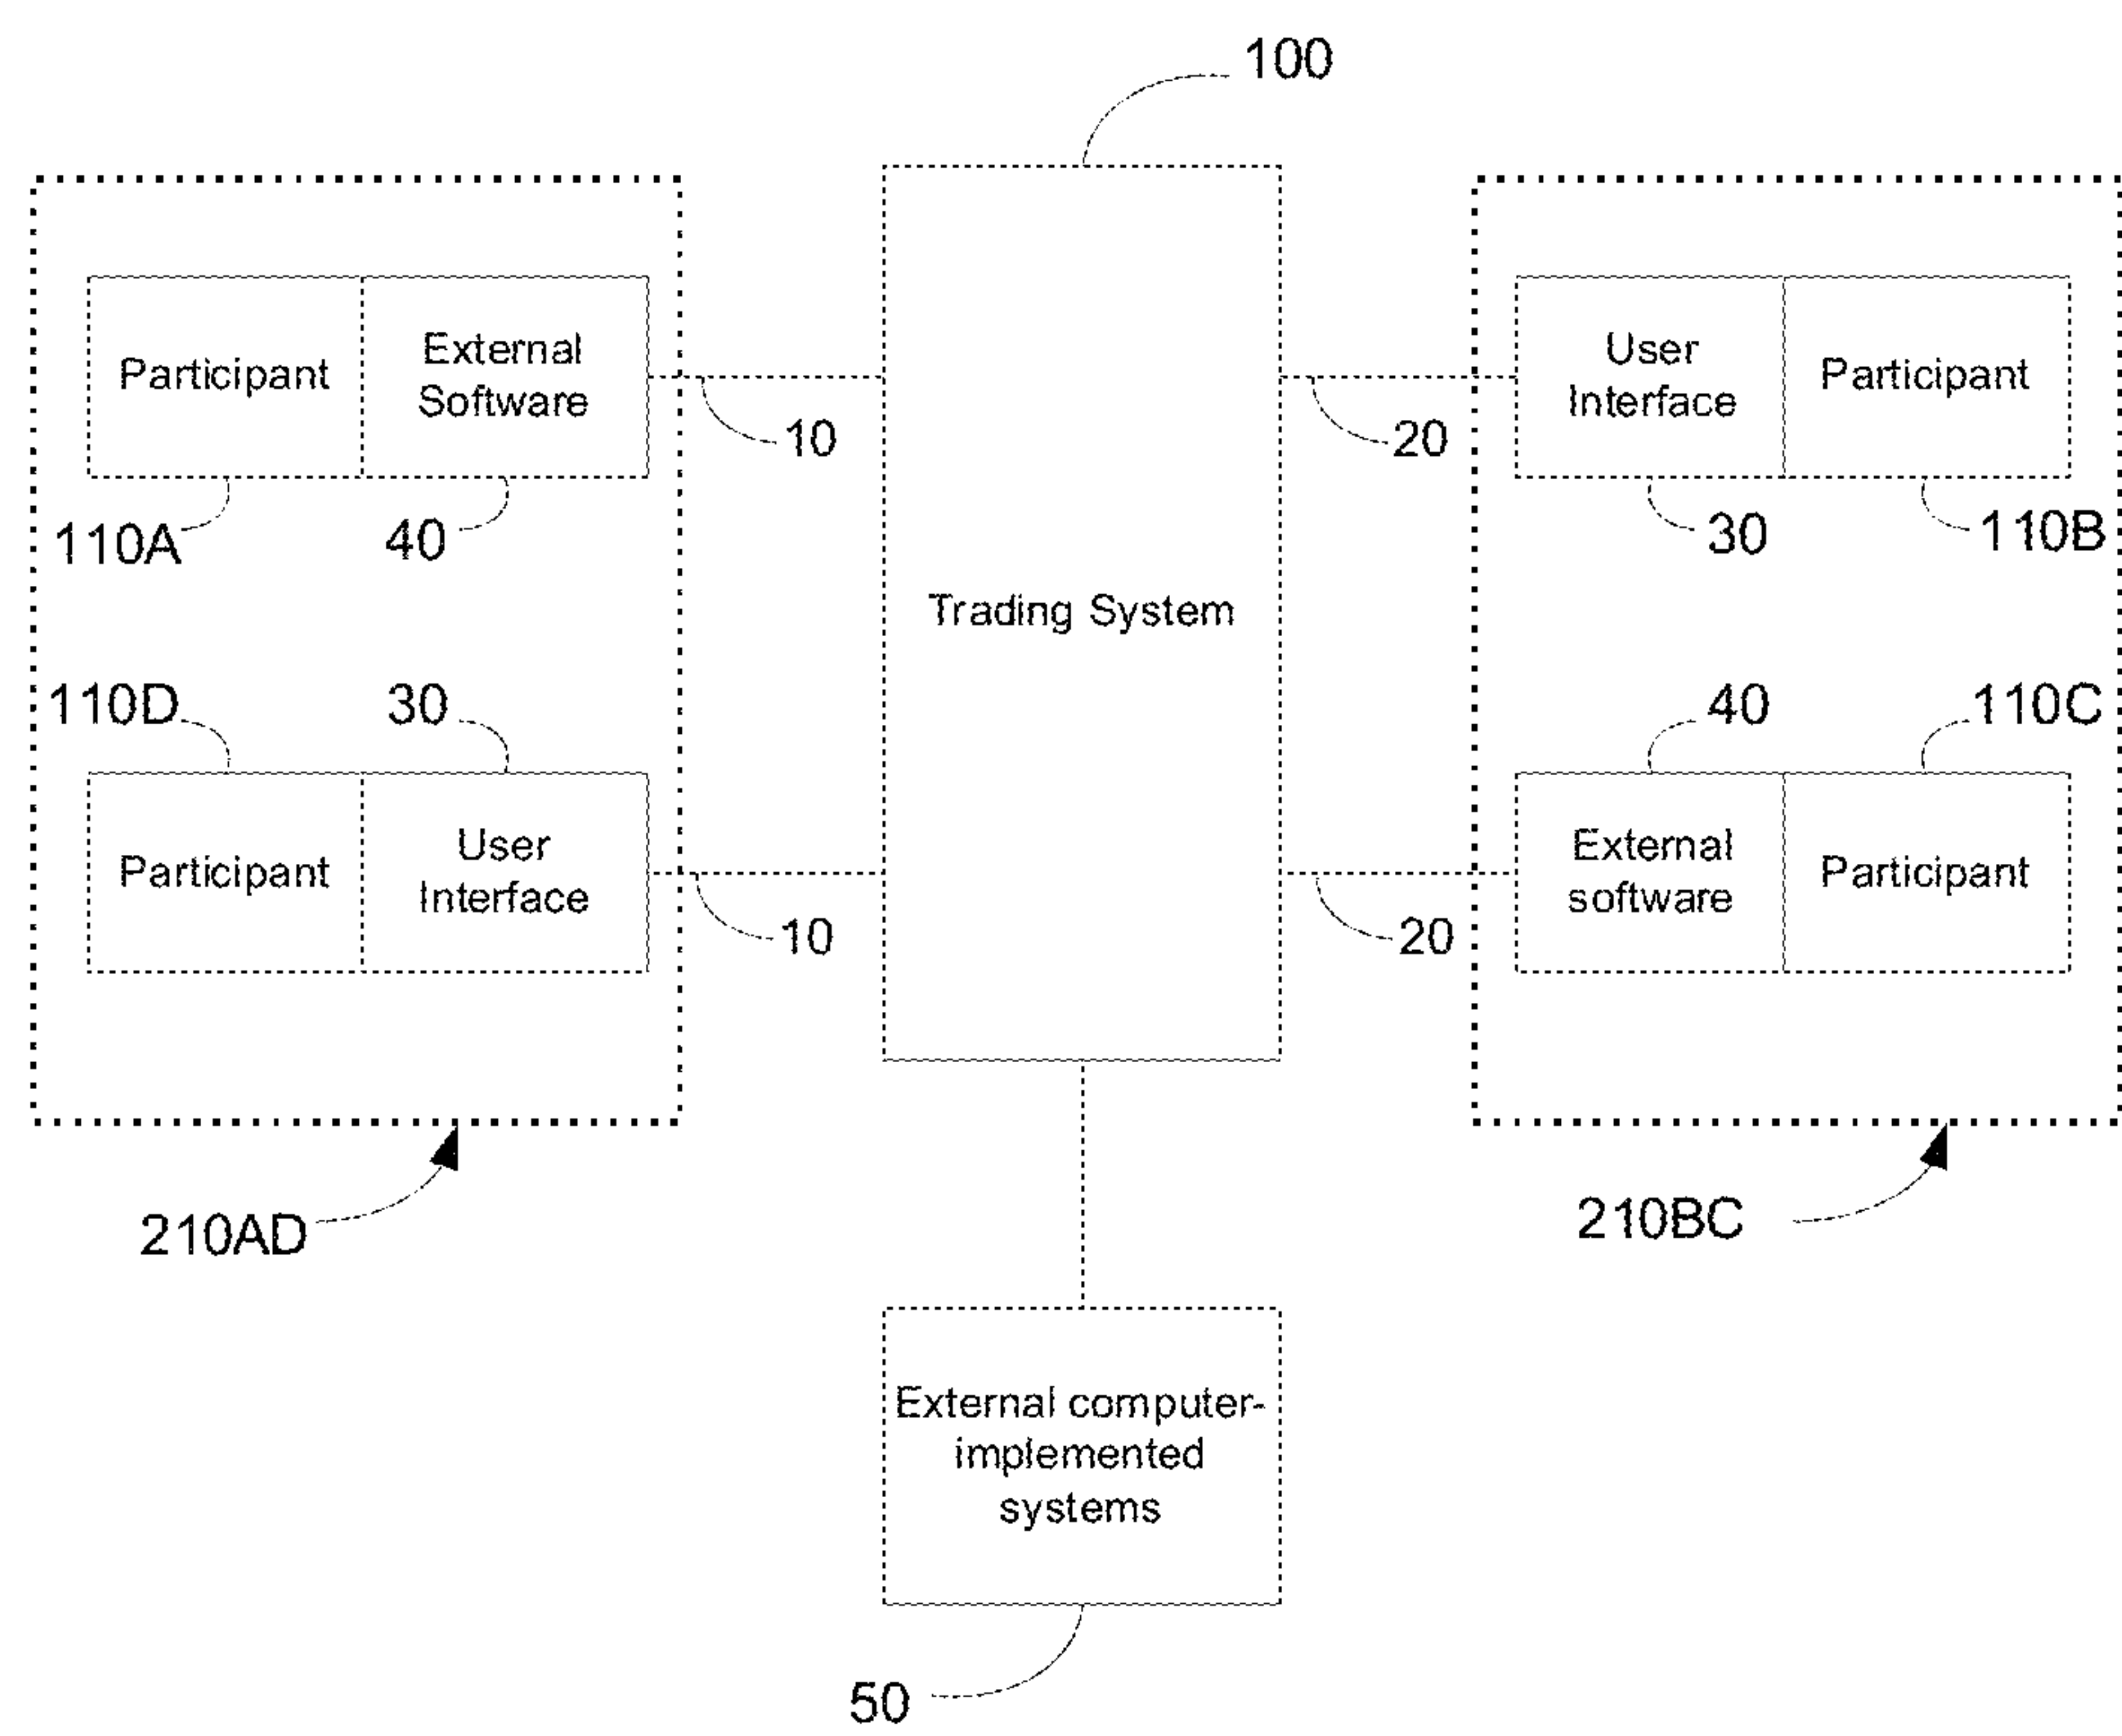 100
Participant
External
Software
10
110A
40
User
Interface
Participant
20
30
110B
Trading System
110D
30
Participant
User
Interface
10
40
110C
External
software
Participant
20
210AD
210BC
External computer-
implemented
systems
50